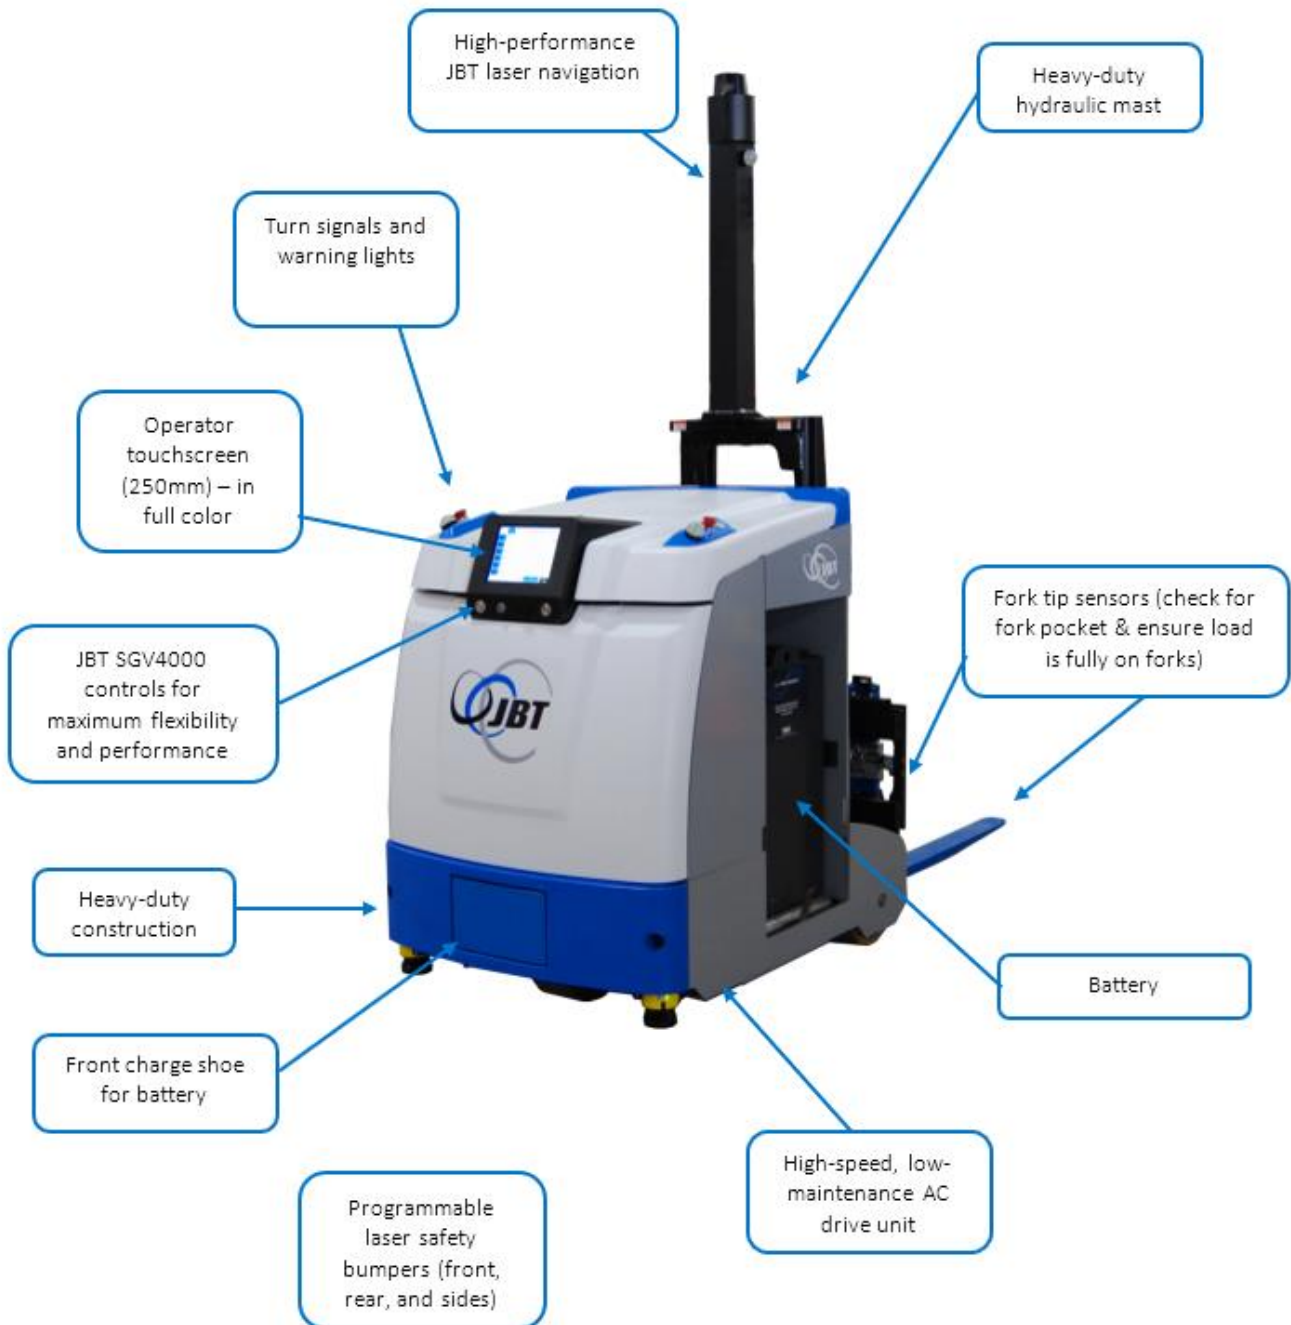 High-performance
JBT laser navigation
Heavy-duty
hydraulic mast
Turn signals and
warning lights
Operator
touchscreen
(250mm) – in
full color
JBT
Fork tip sensors (check for
fork pocket & ensure load
is fully on forks)
JBT SGV4000
controls for
maximum flexibility
and performance
JBT
Heavy-duty
construction
Battery
Front charge shoe
for battery
High-speed, low-
maintenance AC
drive unit
Programmable
laser safety
bumpers (front,
rear, and sides)